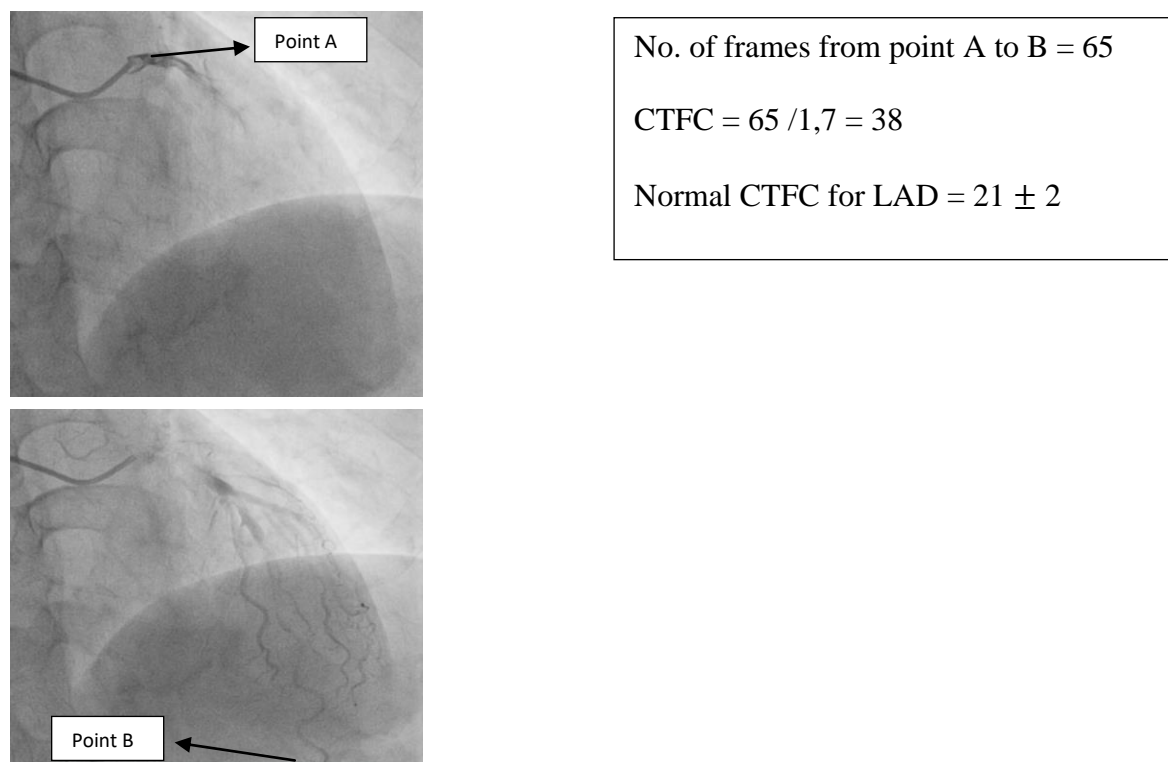 Point A
No. of frames from point A to B = 65
CTFC = 65 /1,7 = 38
Normal CTFC for LAD = 21 ± 2
Point B